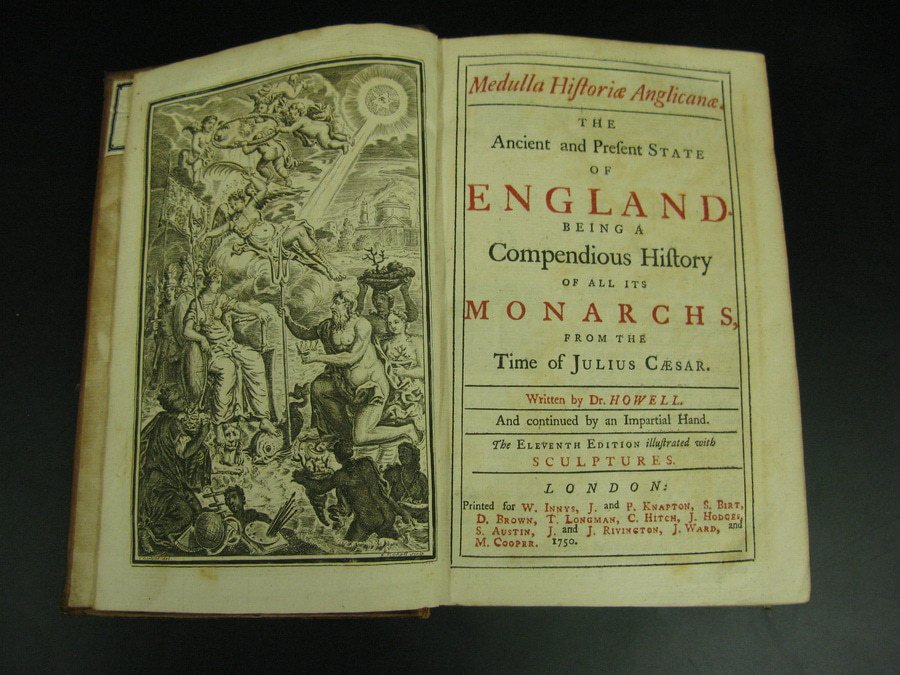 Medulla Hiſtoriæ Anglicanæ.
THE
Ancient and Preſent STATE
OF
ENGLAND.
BEING A
Compendious Hiſtory
OF ALL ITS
MONARCHS,
FROM THE
Time of JULIUS CÆSAR.
Written by Dr. HOWELL.
And continued by an Impartial Hand.
The ELEVENTH EDITION illuſtrated with
SCULPTURES.
LONDON:
Printed for W. INNYS, J. and P. KNAPTON, S. BIRT,
D. BROWN, T. LONGMAN, C. HITCH, J. HODGES,
S. AUSTIN, J. and J. RIVINGTON, J. WARD, and
M. COOPER. 1750.